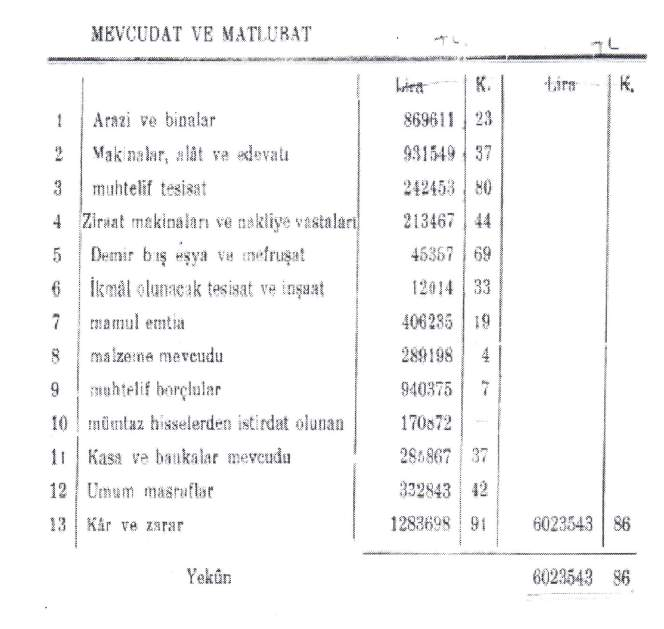 MEVCUDAT VE MATLUBAT
TL. TL
Lira K. Lira K.
1 Arazi ve binalar 869611 23
2 Makinalar, alât ve edevatı 931549 37
3 muhtelif tesisat 242453 80
4 Ziraat makinaları ve nakliye vastaları 213467 44
5 Demir baş eşya ve mefruşat 45357 69
6 İkmâl olunacak tesisat ve inşaat 12014 33
7 mamul emtia 406235 19
8 malzeme mevcudu 289198 4
9 muhtelif borçlular 940375 7
10 mümtaz hisselerden istirdat olunan 170872 —
11 Kasa ve bankalar mevcudu 285867 37
12 Umum masraflar 332843 42
13 Kâr ve zarar 1283698 91 6023543 86
Yekûn 6023543 86